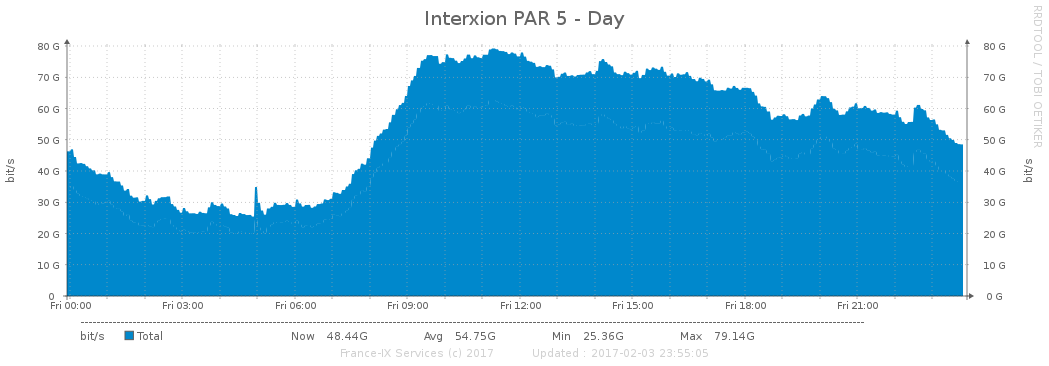 Interxion PAR 5 - Day
RRDTOOL / TOBI OETIKER
80 G 80 G
70 G 70 G
60 G 60 G
50 G 50 G
40 G 40 G
30 G 30 G
20 G 20 G
10 G 10 G
0 0 G
bit/s
bit/s
Fri 00:00 Fri 03:00 Fri 06:00 Fri 09:00 Fri 12:00 Fri 15:00 Fri 18:00 Fri 21:00
bit/s Total Now 48.44G Avg 54.75G Min 25.36G Max 79.14G
France-IX Services (c) 2017 Updated : 2017-02-03 23:55:05